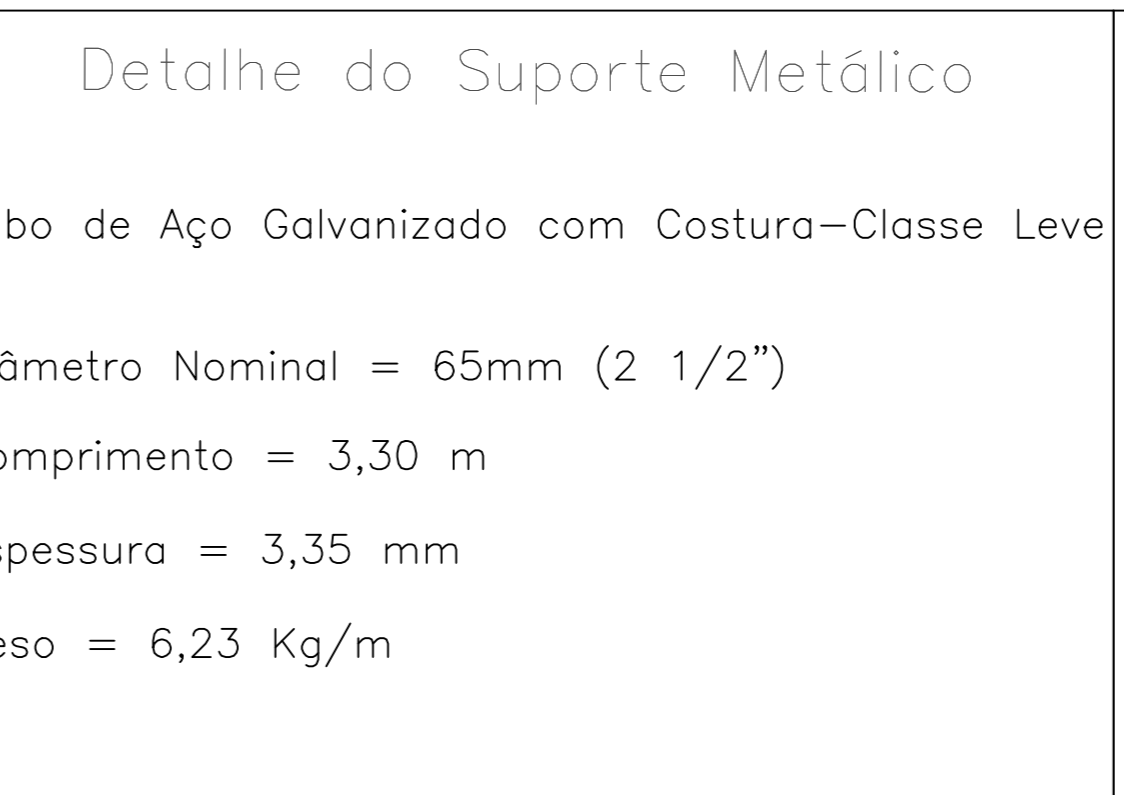 Detalhe do Suporte Metálico
bo de Aço Galvanizado com Costura-Classe Leve
âmetro Nominal = 65mm (2 1/2")
omprimento = 3,30 m
spessura = 3,35 mm
eso = 6,23 Kg/m